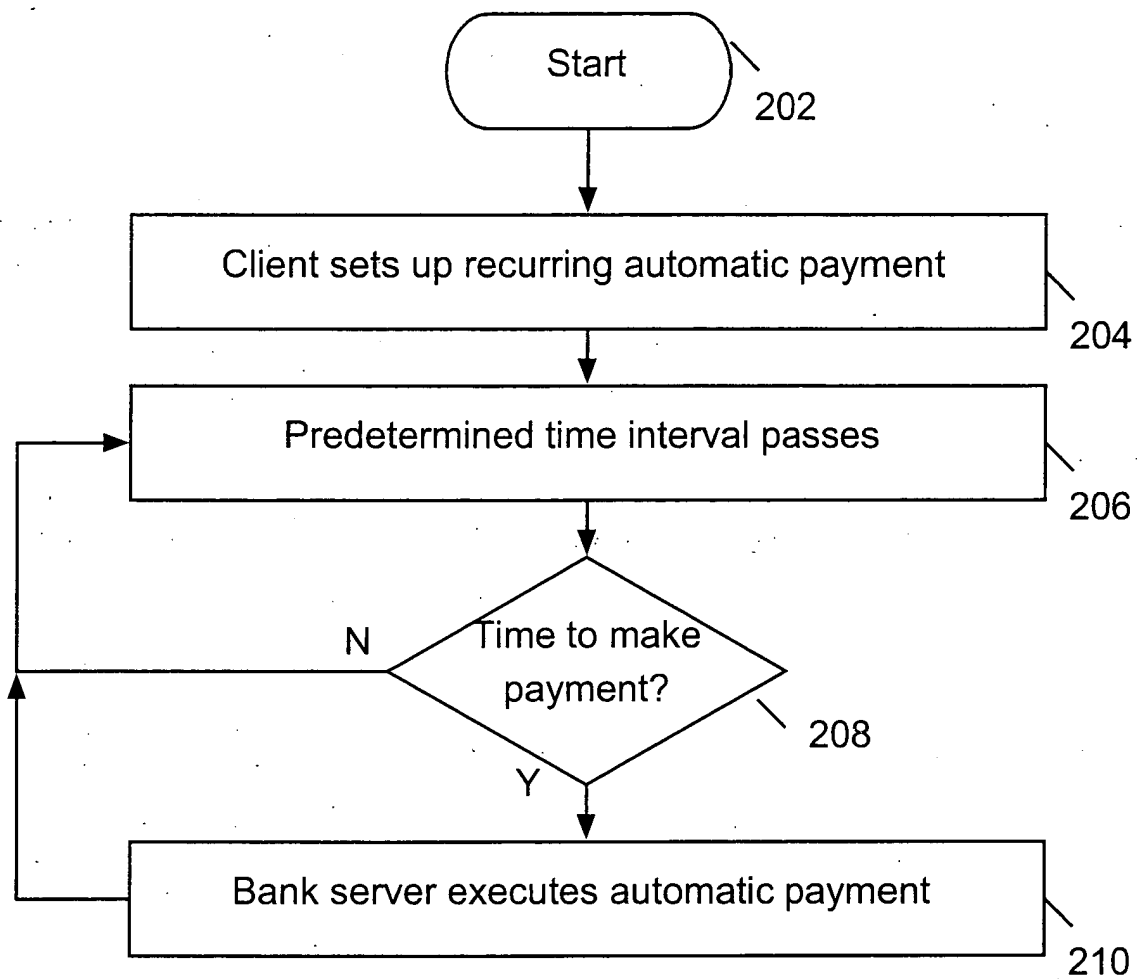 Start
202
Client sets up recurring automatic payment
204
Predetermined time interval passes
206
N
Time to make
payment?
208
Y
Bank server executes automatic payment
210